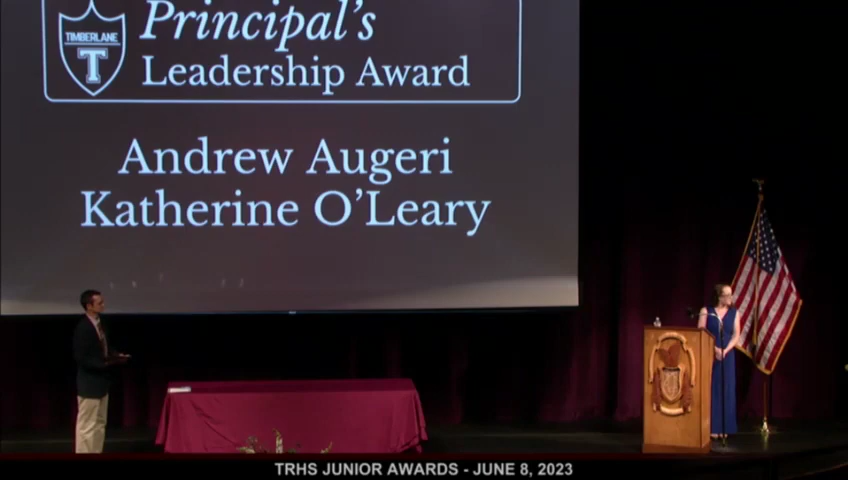 TIMBERLANE
T
Principal's
Leadership Award
Andrew Augeri
Katherine O'Leary
TRHS JUNIOR AWARDS - JUNE 8, 2023